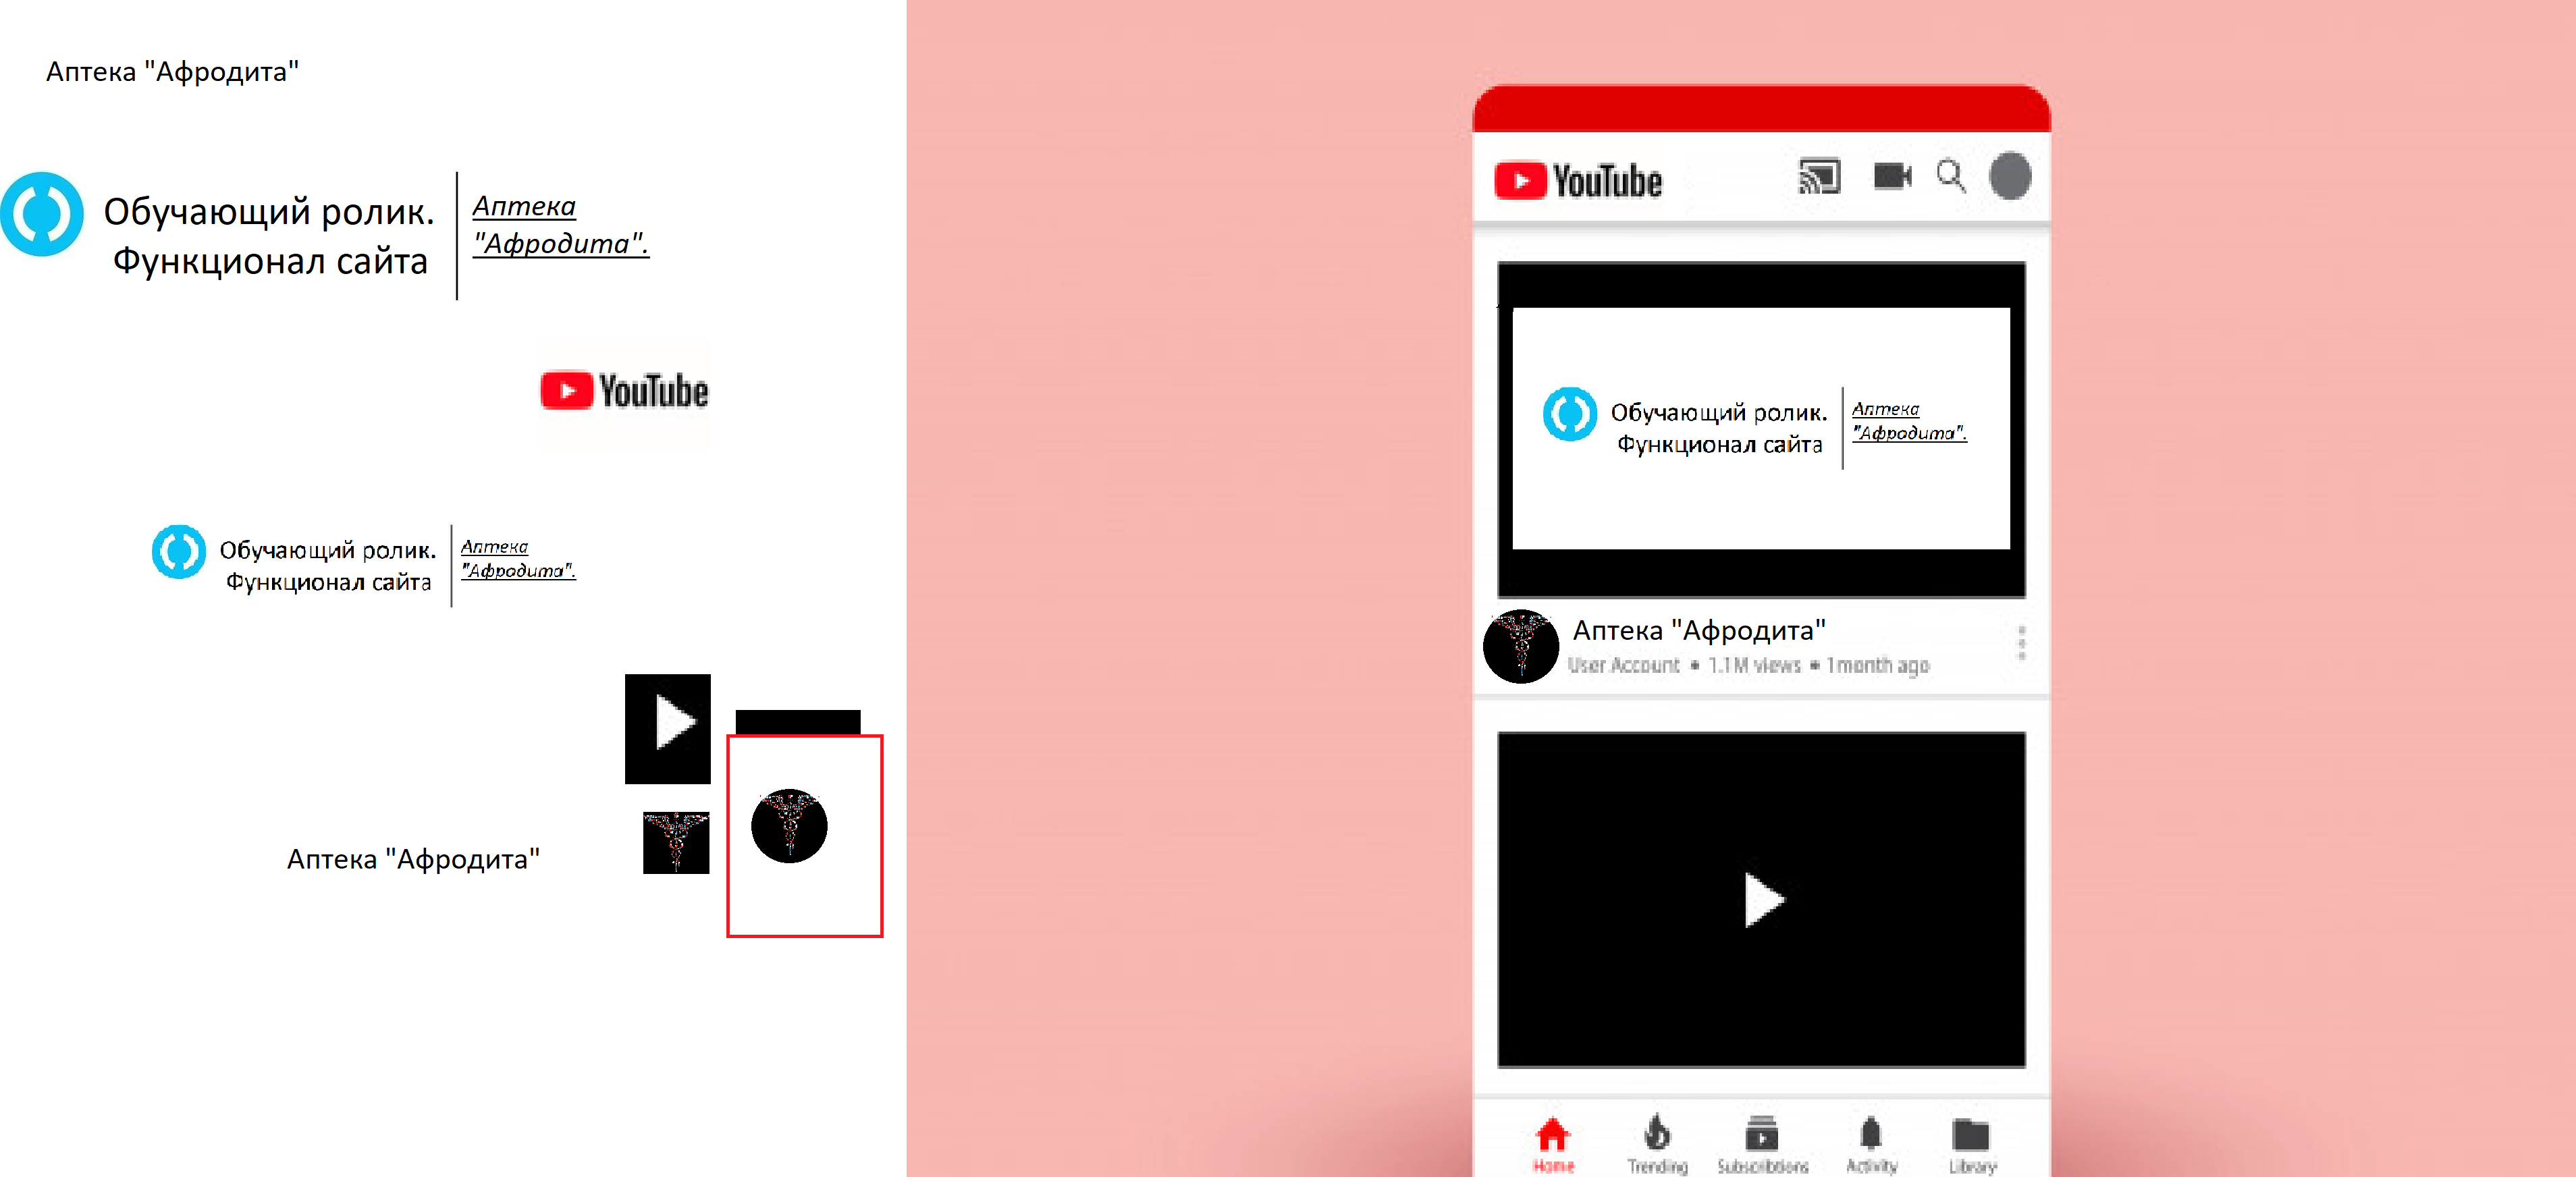 Аптека "Афродита"
Обучающий ролик.
Функционал сайта
Аптека
"Афродита".
YouTube
Обучающий ролик.
Функционал сайта
Аптека
"Афродита".
Аптека "Афродита"
YouTube
Обучающий ролик.
Функционал сайта
Аптека
"Афродита".
Аптека "Афродита"
User Account • 1.1M views • 1month ago
Home Trending Subscribtions Activity Library